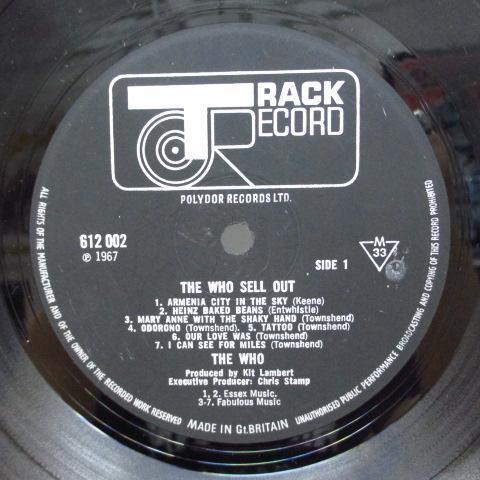 TRACK
RECORD
POLYDOR RECORDS LTD.
612 002
℗ 1967
SIDE 1
M
33
THE WHO SELL OUT
1. ARMENIA CITY IN THE SKY (Keene)
2. HEINZ BAKED BEANS (Entwhistle)
3. MARY ANNE WITH THE SHAKY HAND (Townshend)
4. ODORONO (Townshend). 5. TATTOO (Townshend)
6. OUR LOVE WAS (Townshend)
7. I CAN SEE FOR MILES (Townshend)
THE WHO
Produced by Kit Lambert
Executive Producer: Chris Stamp
1, 2. Essex Music.
3-7. Fabulous Music
ALL RIGHTS OF THE MANUFACTURER AND OF THE OWNER OF THE RECORDED WORK RESERVED
MADE IN Gt.BRITAIN
UNAUTHORISED PUBLIC PERFORMANCE BROADCASTING AND COPYING OF THIS RECORD PROHIBITED